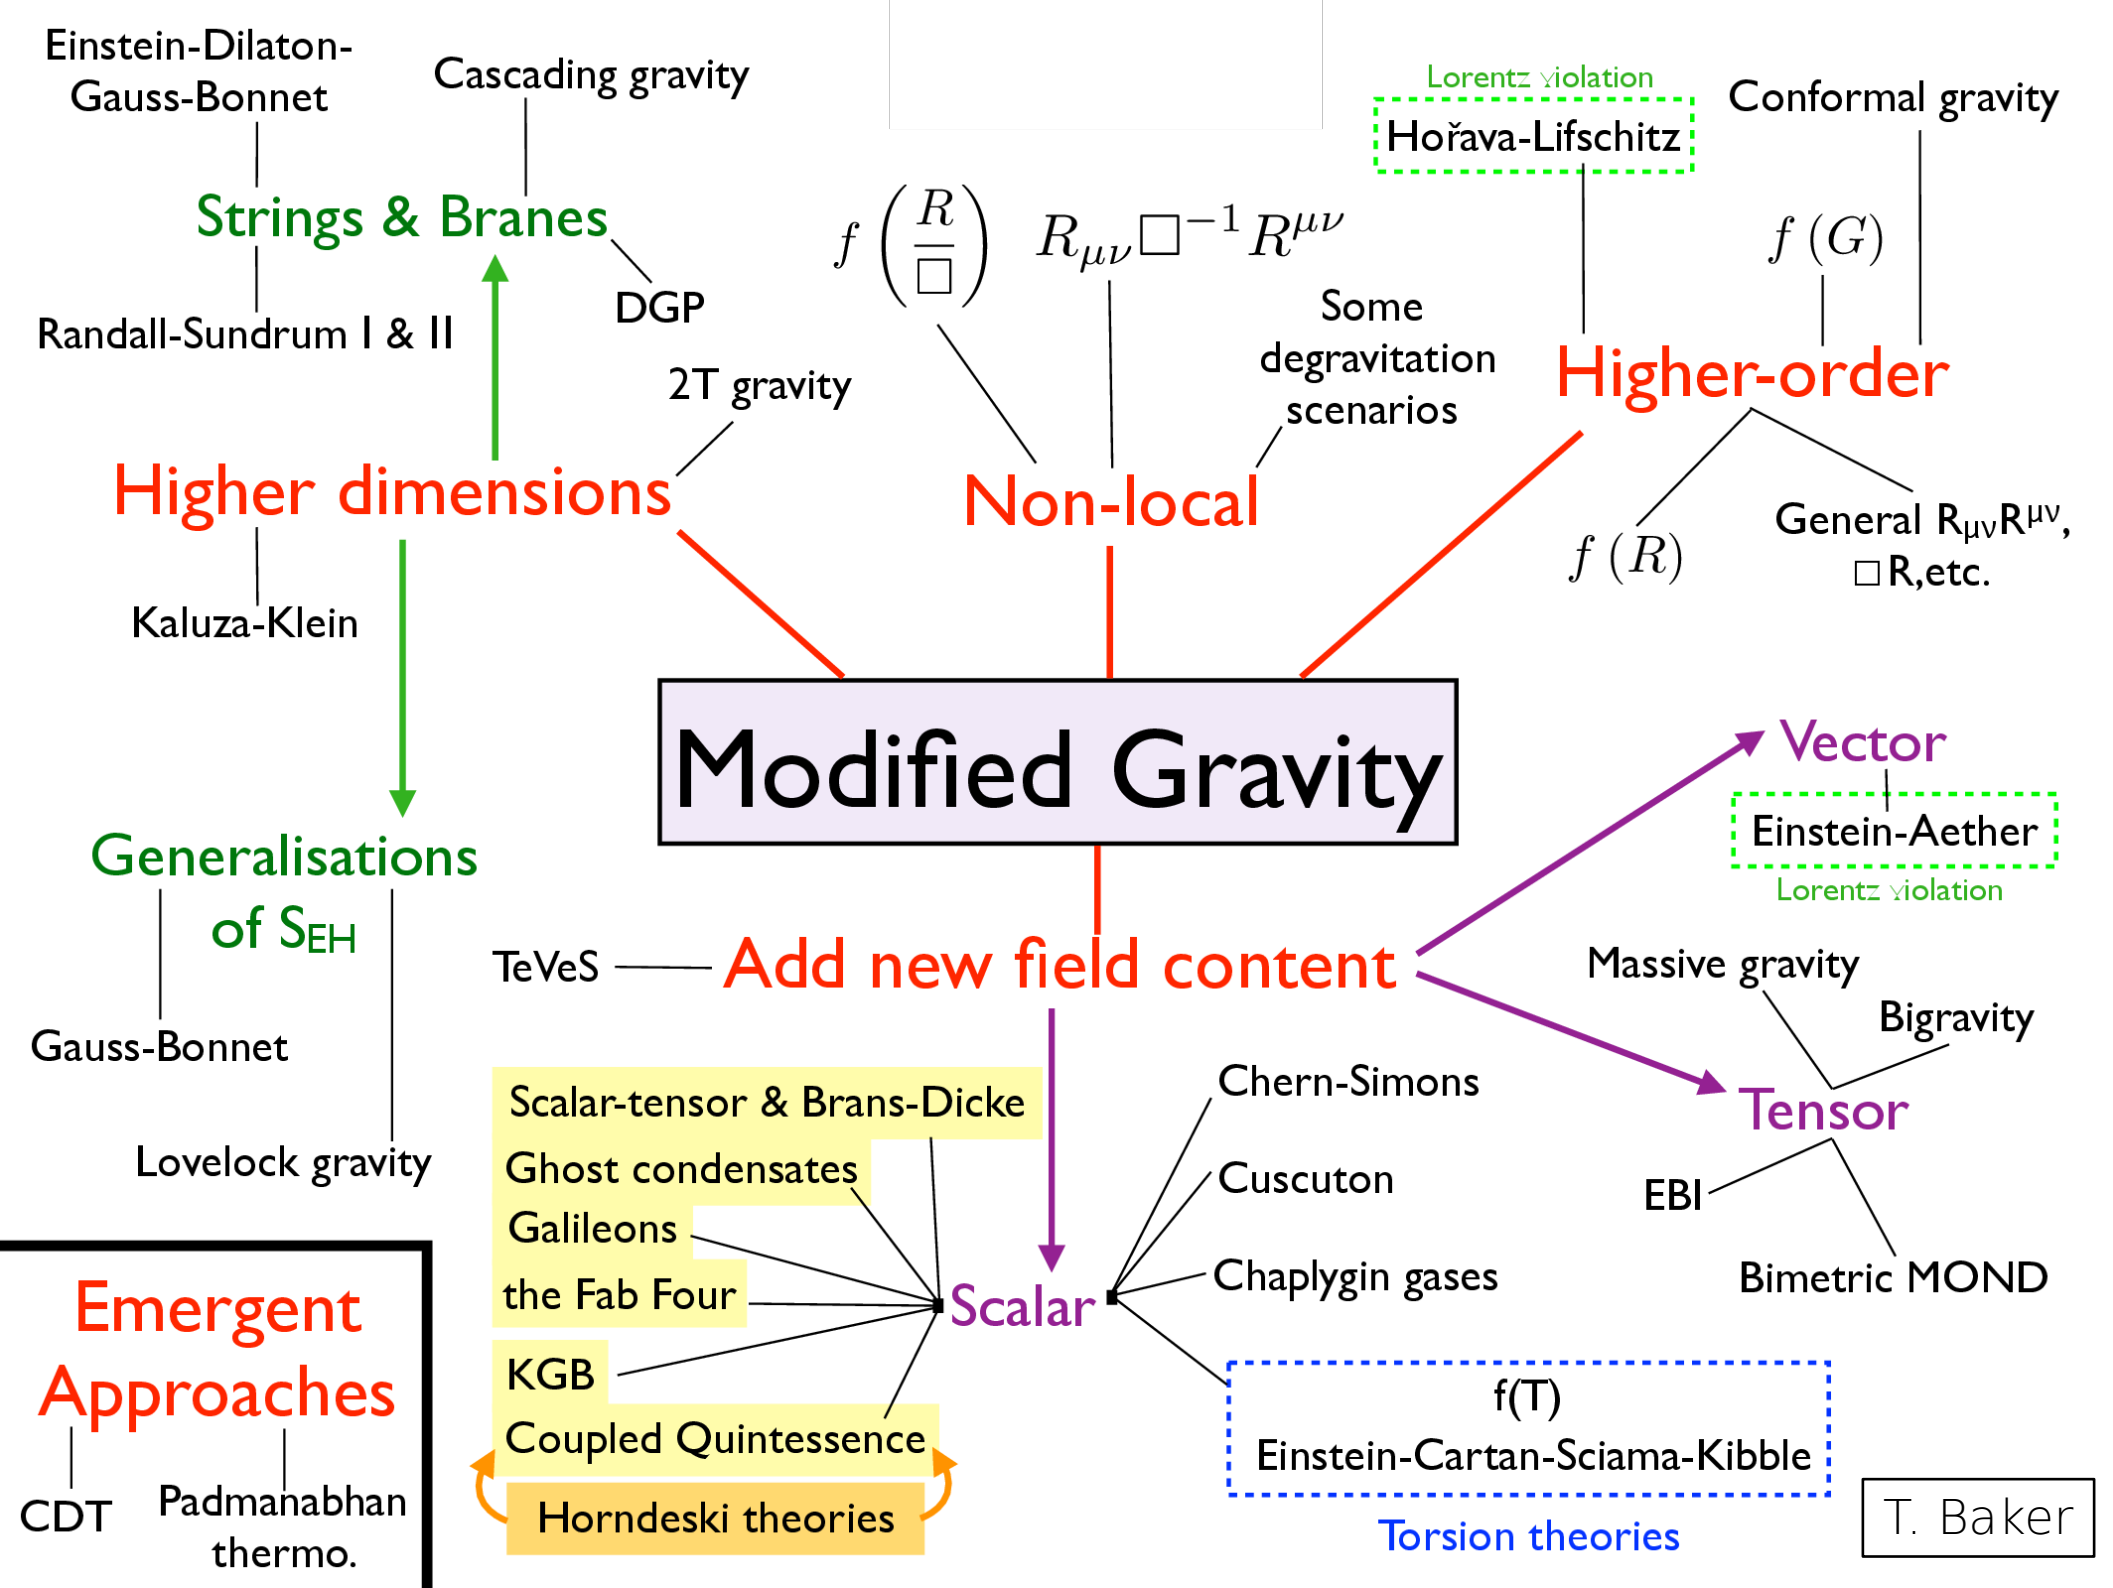 Einstein-Dilaton-
Gauss-Bonnet
Cascading gravity
Strings & Branes
Randall-Sundrum I & II
DGP
2T gravity
Higher dimensions
Kaluza-Klein
Generalisations
of S_EH
Gauss-Bonnet
Lovelock gravity
f (R/□)
R_μν □⁻¹ R^μν
Some
degravitation
scenarios
Non-local
Lorentz violation
Hořava-Lifschitz
Conformal gravity
f (G)
Higher-order
f (R)
General R_μν R^μν,
□ R,etc.
Modified Gravity
Vector
Einstein-Aether
Lorentz violation
TeVeS
Add new field content
Massive gravity
Bigravity
Tensor
EBI
Bimetric MOND
Scalar-tensor & Brans-Dicke
Ghost condensates
Galileons
the Fab Four
KGB
Coupled Quintessence
Horndeski theories
Scalar
Chern-Simons
Cuscuton
Chaplygin gases
f(T)
Einstein-Cartan-Sciama-Kibble
Torsion theories
Emergent
Approaches
CDT
Padmanabhan
thermo.
T. Baker